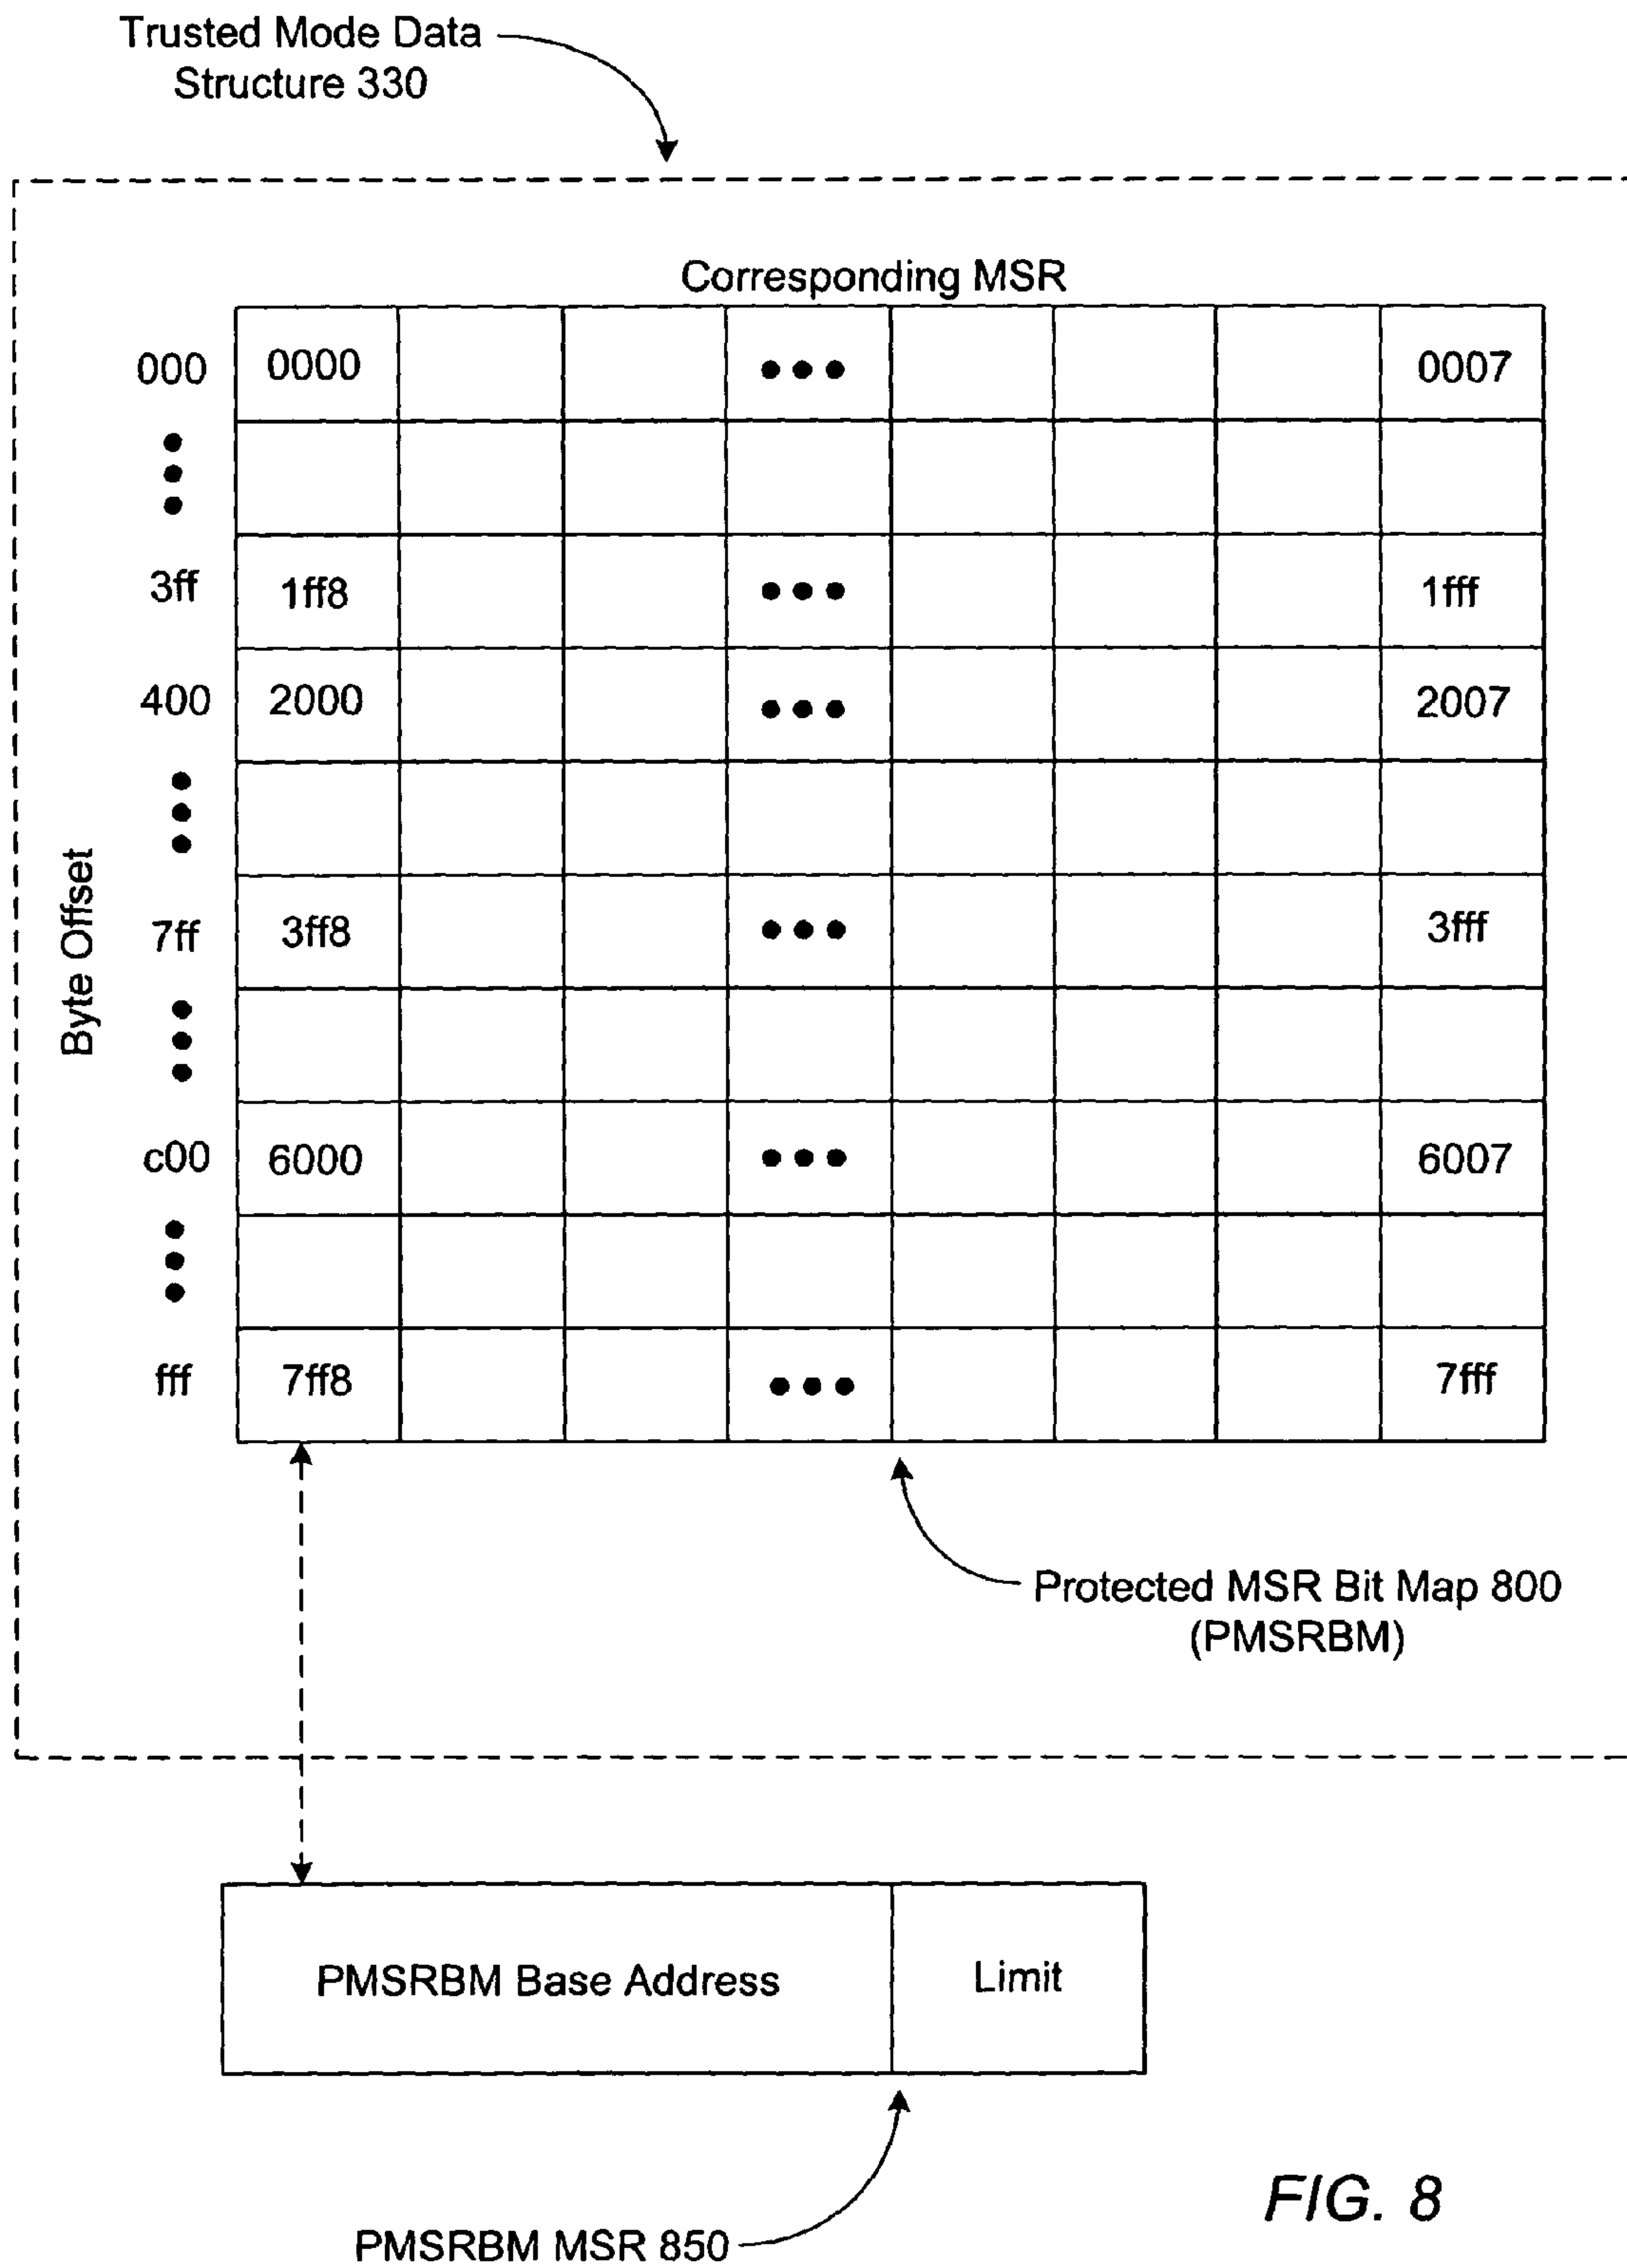 Trusted Mode Data
Structure 330
Corresponding MSR
000 0000 ••• 0007
3ff 1ff8 ••• 1fff
400 2000 ••• 2007
Byte Offset
7ff 3ff8 ••• 3fff
c00 6000 ••• 6007
fff 7ff8 ••• 7fff
Protected MSR Bit Map 800
(PMSRBM)
PMSRBM Base Address Limit
PMSRBM MSR 850
FIG. 8